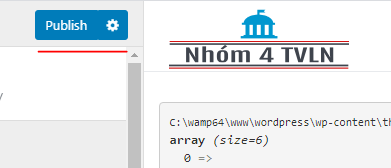 Publish
Nhóm 4 TVLN
C:\wamp64\www\wordpress\wp-content\th
array (size=6)
0 =>